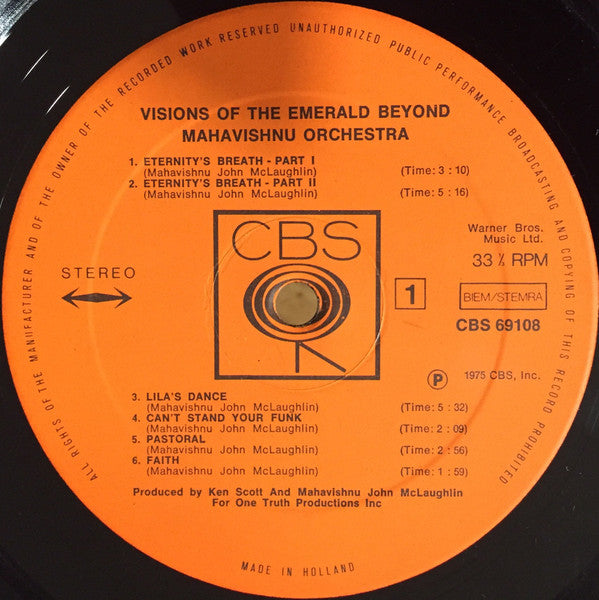 ALL RIGHTS OF THE MANUFACTURER AND OF THE OWNER OF THE RECORDED WORK RESERVED UNAUTHORIZED PUBLIC PERFORMANCE BROADCASTING AND COPYING OF THIS RECORD PROHIBITED
VISIONS OF THE EMERALD BEYOND
MAHAVISHNU ORCHESTRA
1. ETERNITY'S BREATH - PART I
(Mahavishnu John McLaughlin) (Time: 3 : 10)
2. ETERNITY'S BREATH - PART II
(Mahavishnu John McLaughlin) (Time: 5 : 16)
CBS
Warner Bros.
Music Ltd.
STEREO
33 ⅓ RPM
1
BIEM/STEMRA
CBS 69108
P 1975 CBS, Inc.
3. LILA'S DANCE
(Mahavishnu John McLaughlin) (Time: 5 : 32)
4. CAN'T STAND YOUR FUNK
(Mahavishnu John McLaughlin) (Time: 2 : 09)
5. PASTORAL
(Mahavishnu John McLaughlin) (Time: 2 : 56)
6. FAITH
(Mahavishnu John McLaughlin) (Time: 1 : 59)
Produced by Ken Scott And Mahavishnu John McLaughlin
For One Truth Productions Inc
MADE IN HOLLAND